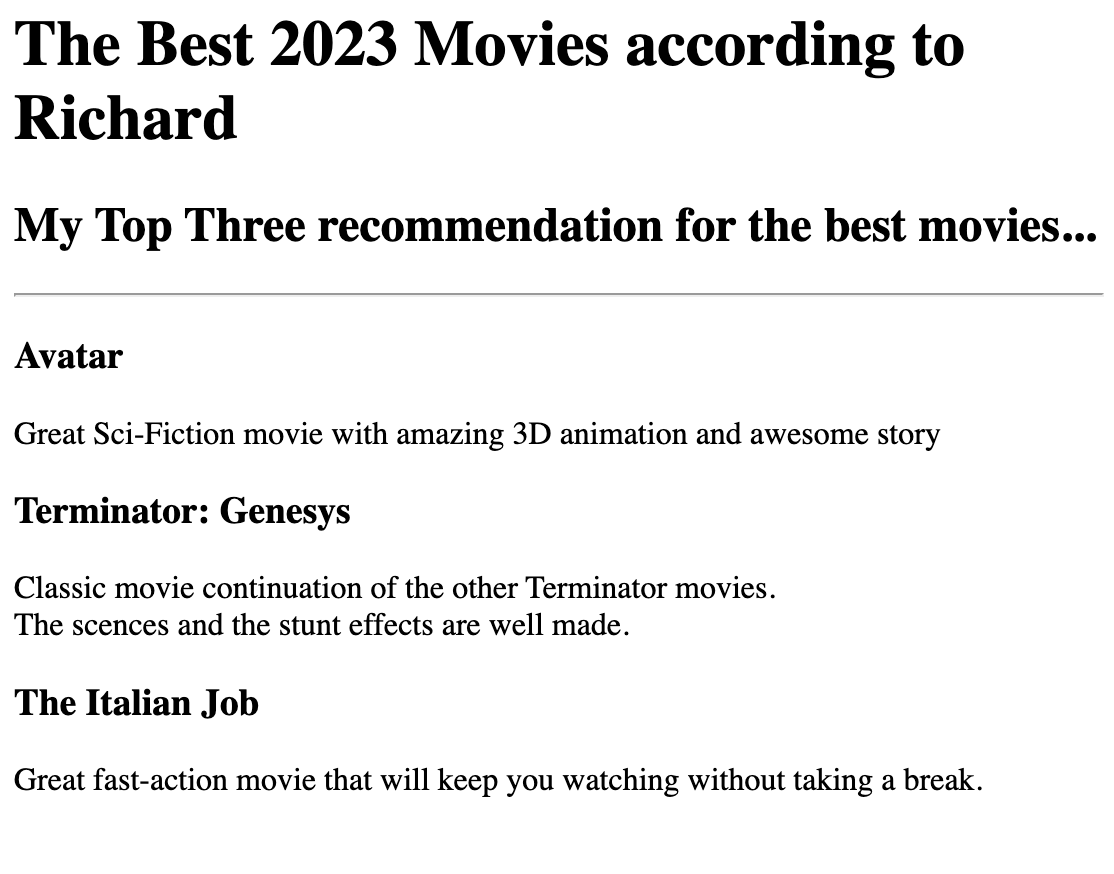 The Best 2023 Movies according to
Richard
My Top Three recommendation for the best movies...
Avatar
Great Sci-Fiction movie with amazing 3D animation and awesome story
Terminator: Genesys
Classic movie continuation of the other Terminator movies.
The scences and the stunt effects are well made.
The Italian Job
Great fast-action movie that will keep you watching without taking a break.